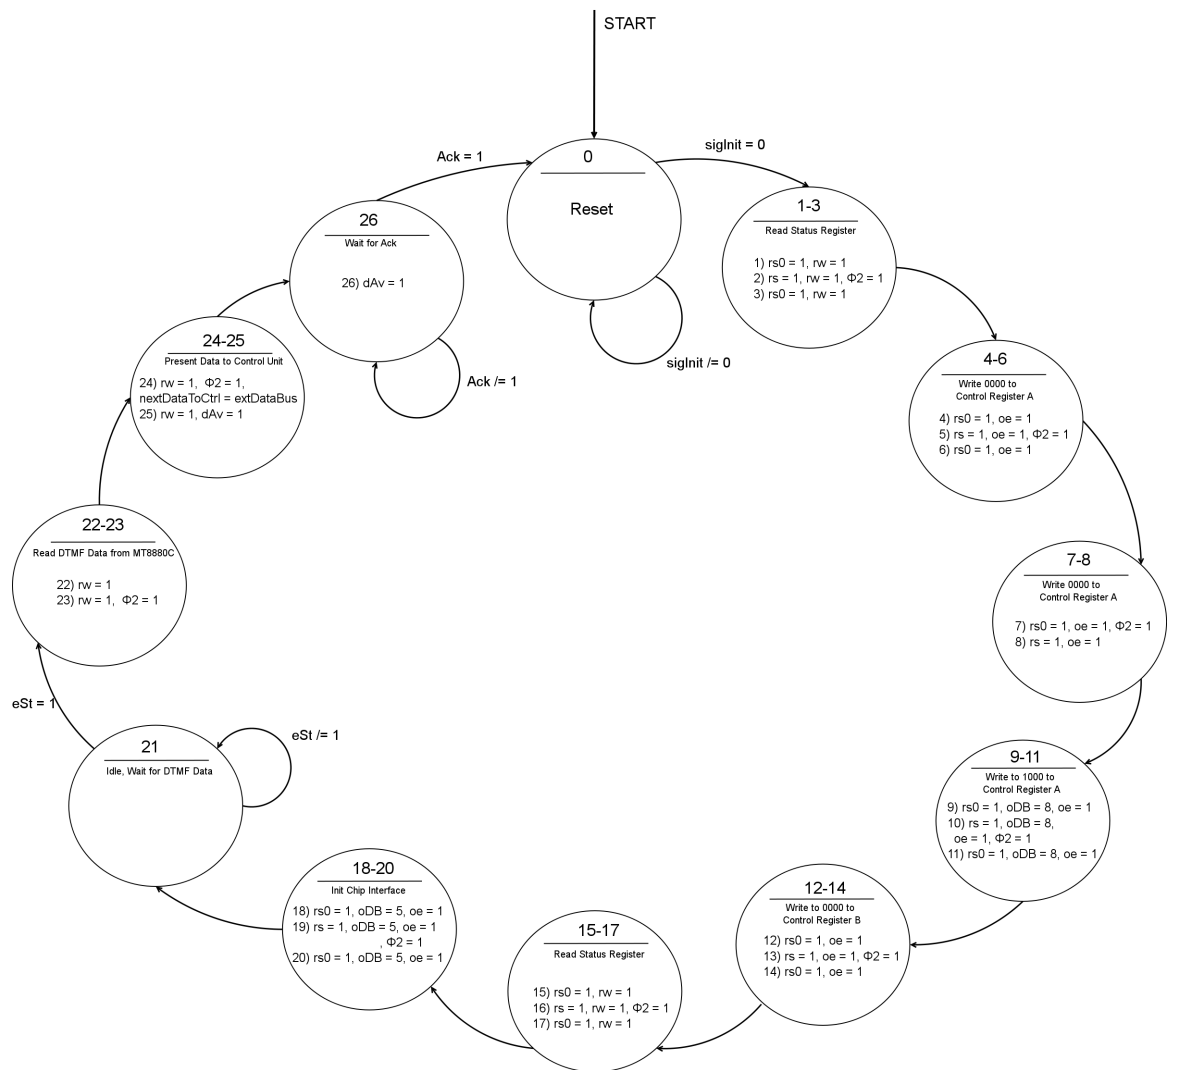 START
0
Reset
sigInit = 0
sigInit /= 0
1-3
Read Status Register
1) rs0 = 1, rw = 1
2) rs = 1, rw = 1, Φ2 = 1
3) rs0 = 1, rw = 1
4-6
Write 0000 to
Control Register A
4) rs0 = 1, oe = 1
5) rs = 1, oe = 1, Φ2 = 1
6) rs0 = 1, oe = 1
7-8
Write 0000 to
Control Register A
7) rs0 = 1, oe = 1, Φ2 = 1
8) rs = 1, oe = 1
9-11
Write to 1000 to
Control Register A
9) rs0 = 1, oDB = 8, oe = 1
10) rs = 1, oDB = 8,
oe = 1, Φ2 = 1
11) rs0 = 1, oDB = 8, oe = 1
12-14
Write to 0000 to
Control Register B
12) rs0 = 1, oe = 1
13) rs = 1, oe = 1, Φ2 = 1
14) rs0 = 1, oe = 1
15-17
Read Status Register
15) rs0 = 1, rw = 1
16) rs = 1, rw = 1, Φ2 = 1
17) rs0 = 1, rw = 1
18-20
Init Chip Interface
18) rs0 = 1, oDB = 5, oe = 1
19) rs = 1, oDB = 5, oe = 1
, Φ2 = 1
20) rs0 = 1, oDB = 5, oe = 1
21
Idle, Wait for DTMF Data
eSt /= 1
eSt = 1
22-23
Read DTMF Data from MT8880C
22) rw = 1
23) rw = 1, Φ2 = 1
24-25
Present Data to Control Unit
24) rw = 1, Φ2 = 1,
nextDataToCtrl = extDataBus
25) rw = 1, dAv = 1
26
Wait for Ack
26) dAv = 1
Ack /= 1
Ack = 1